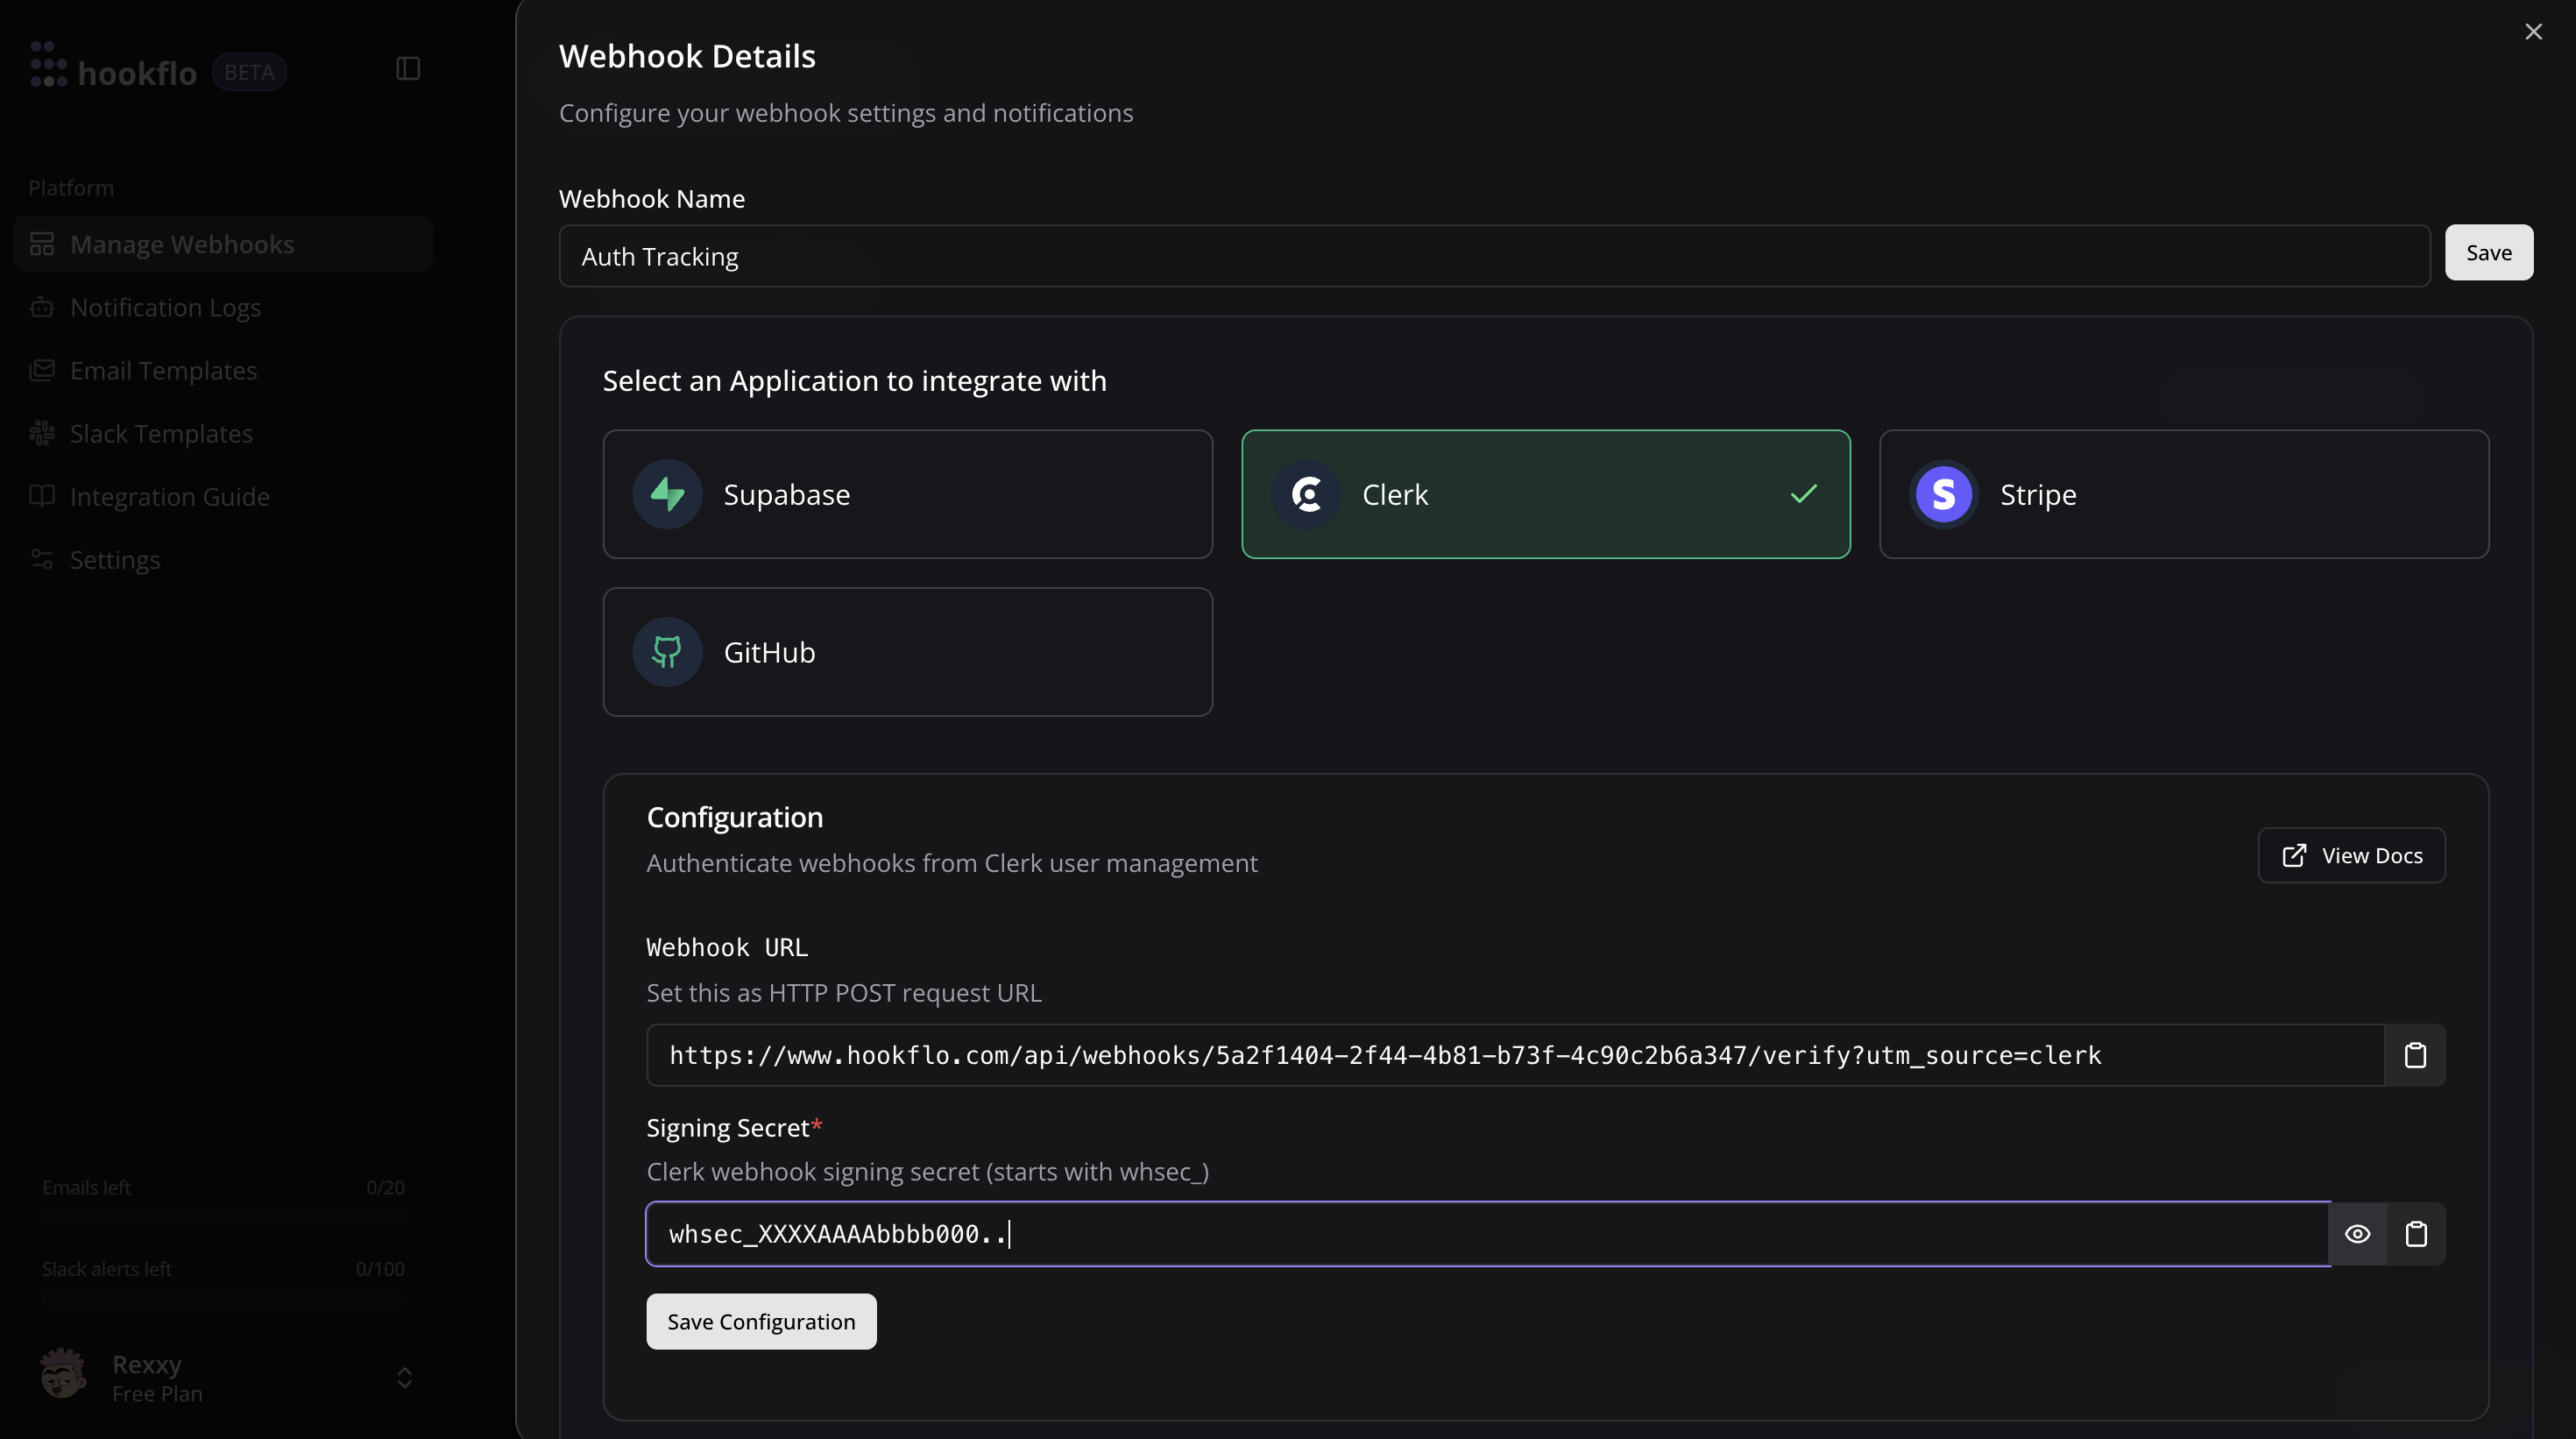 hookflo BETA
Platform
Manage Webhooks
Notification Logs
Email Templates
Slack Templates
Integration Guide
Settings
Emails left 0/20
Slack alerts left 0/100
Rexxy
Free Plan
Webhook Details
Configure your webhook settings and notifications
Webhook Name
Auth Tracking Save
Select an Application to integrate with
Supabase Clerk Stripe
GitHub
Configuration
Authenticate webhooks from Clerk user management
View Docs
Webhook URL
Set this as HTTP POST request URL
https://www.hookflo.com/api/webhooks/5a2f1404-2f44-4b81-b73f-4c90c2b6a347/verify?utm_source=clerk
Signing Secret*
Clerk webhook signing secret (starts with whsec_)
whsec_XXXXAAAAbbbb000..
Save Configuration